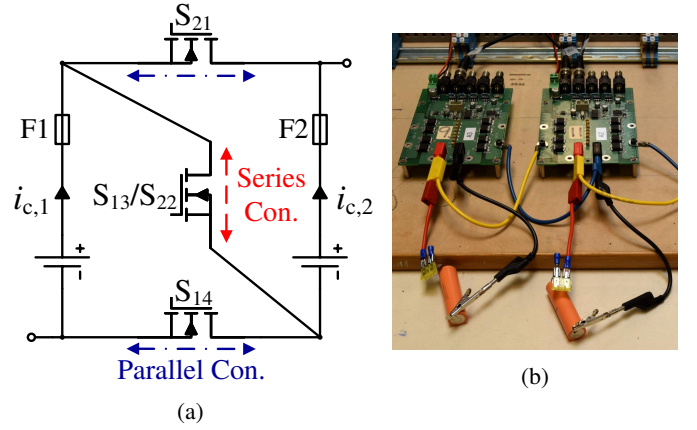 S21
F1
F2
ic,1
S13/S22
Series
Con.
ic,2
+
-
+
-
S14
Parallel Con.
(a)
(b)